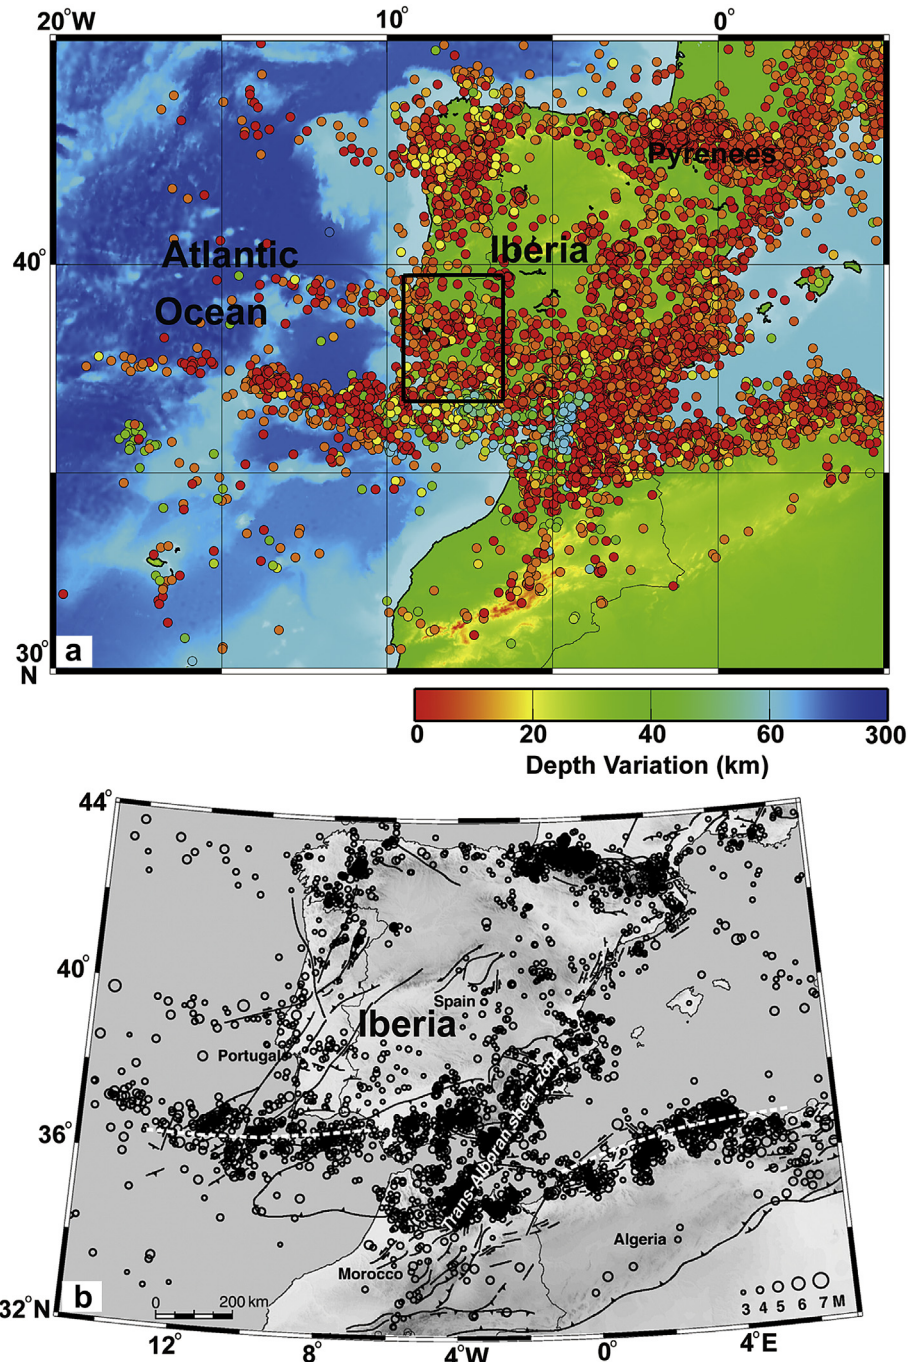 20°W 10° 0°
Pyrenees
Iberia
40°
Atlantic
Ocean
30°
N
a
0 20 40 60 300
Depth Variation (km)
44°
40°
Spain
Iberia
Portugal
36°
Trans-Alboran shear zone
Algeria
Morocco
b
0 200 km
3 4 5 6 7 M
32°N
12° 8° 4°W 0° 4°E